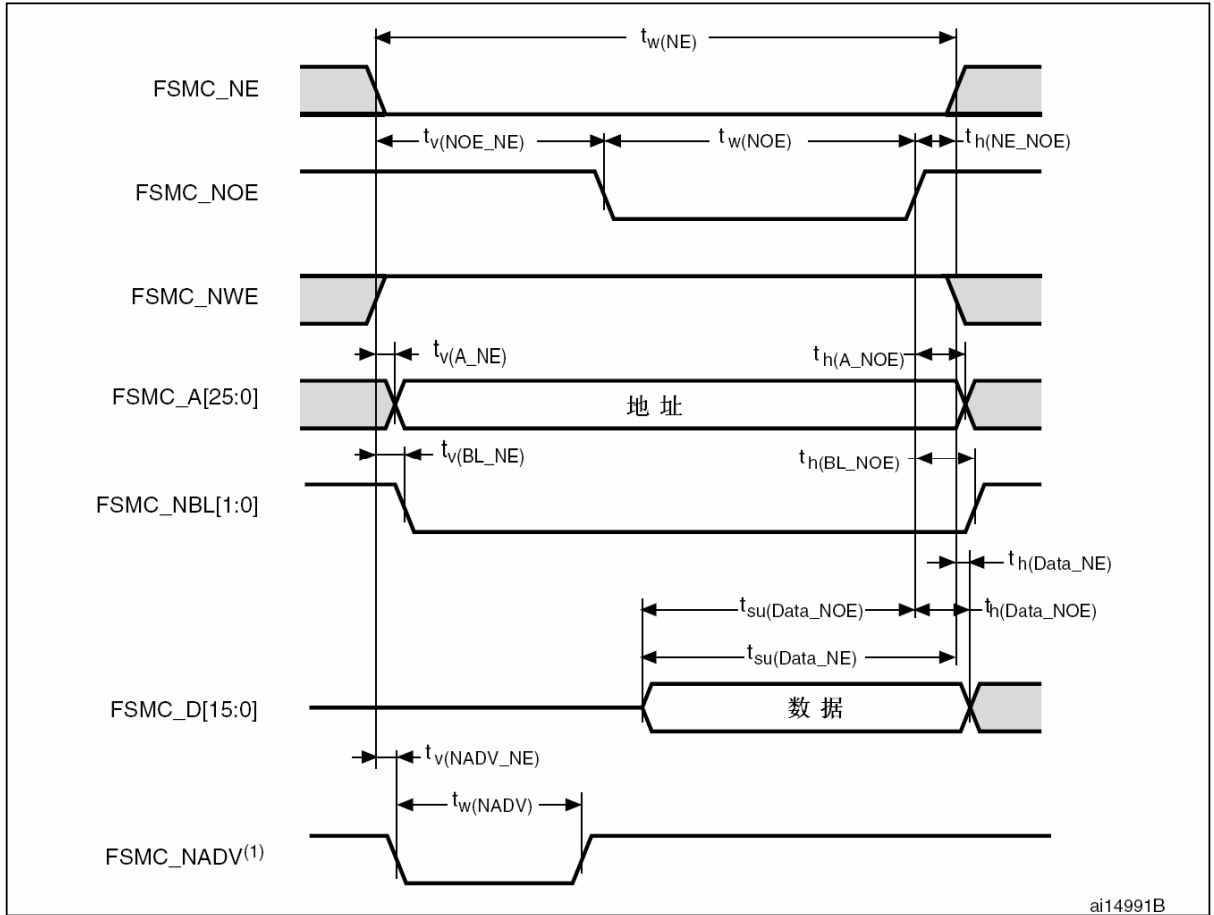 tw(NE)
FSMC_NE
tv(NOE_NE)
tw(NOE)
th(NE_NOE)
FSMC_NOE
FSMC_NWE
tv(A_NE)
th(A_NOE)
FSMC_A[25:0]
地址
tv(BL_NE)
th(BL_NOE)
FSMC_NBL[1:0]
th(Data_NE)
tsu(Data_NOE)
th(Data_NOE)
tsu(Data_NE)
FSMC_D[15:0]
数据
tv(NADV_NE)
tw(NADV)
FSMC_NADV(1)
ai14991B